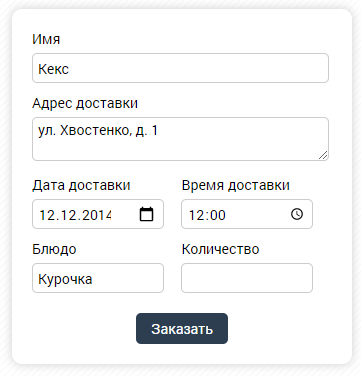 Имя
Кекс
Адрес доставки
ул. Хвостенко, д. 1
Дата доставки Время доставки
12.12.2014 12:00
Блюдо Количество
Курочка
Заказать